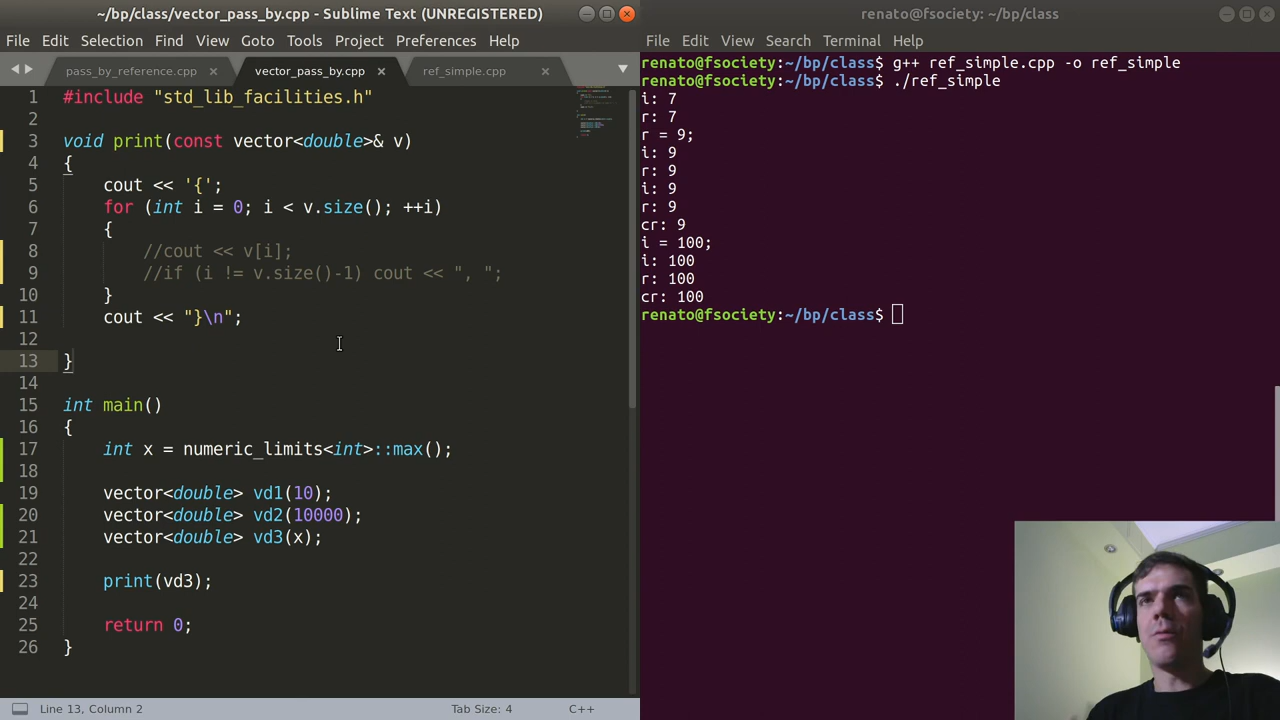 ~/bp/class/vector_pass_by.cpp - Sublime Text (UNREGISTERED)
File Edit Selection Find View Goto Tools Project Preferences Help
pass_by_reference.cpp × vector_pass_by.cpp × ref_simple.cpp ×
1 #include "std_lib_facilities.h"
2
3 void print(const vector<double>& v)
4 {
5     cout << '{';
6     for (int i = 0; i < v.size(); ++i)
7     {
8         //cout << v[i];
9         //if (i != v.size()-1) cout << ", ";
10     }
11     cout << "}\n";
12
13 }
14
15 int main()
16 {
17     int x = numeric_limits<int>::max();
18
19     vector<double> vd1(10);
20     vector<double> vd2(10000);
21     vector<double> vd3(x);
22
23     print(vd3);
24
25     return 0;
26 }
Line 13, Column 2 Tab Size: 4 C++
renato@fsociety: ~/bp/class
File Edit View Search Terminal Help
renato@fsociety:~/bp/class$ g++ ref_simple.cpp -o ref_simple
renato@fsociety:~/bp/class$ ./ref_simple
i: 7
r: 7
r = 9;
i: 9
r: 9
i: 9
r: 9
cr: 9
i = 100;
i: 100
r: 100
cr: 100
renato@fsociety:~/bp/class$